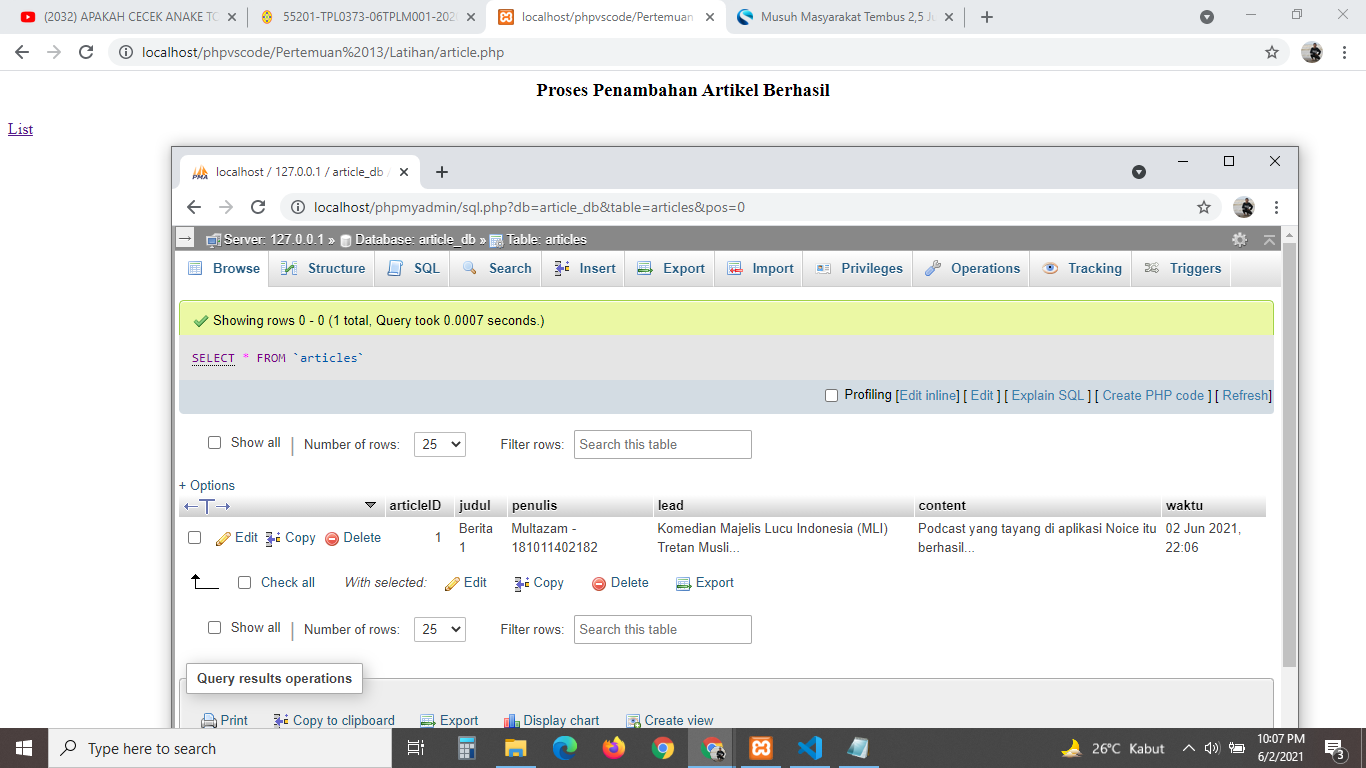 (2032) APAKAH CECEK ANAKE TO
55201-TPL0373-06TPLM001-202
localhost/phpvscode/Pertemuan
Musuh Masyarakat Tembus 2,5 Ju
localhost/phpvscode/Pertemuan%2013/Latihan/article.php
Proses Penambahan Artikel Berhasil
List
localhost / 127.0.0.1 / article_db /
localhost/phpmyadmin/sql.php?db=article_db&table=articles&pos=0
Server: 127.0.0.1 » Database: article_db » Table: articles
Browse Structure SQL Search Insert Export Import Privileges Operations Tracking Triggers
Showing rows 0 - 0 (1 total, Query took 0.0007 seconds.)
SELECT * FROM `articles`
Profiling [Edit inline] [ Edit ] [ Explain SQL ] [ Create PHP code ] [ Refresh]
Show all | Number of rows: 25 Filter rows: Search this table
+ Options
articleID judul penulis lead content waktu
Edit Copy Delete 1 Berita 1 Multazam - 181011402182 Komedian Majelis Lucu Indonesia (MLI) Tretan Musli... Podcast yang tayang di aplikasi Noice itu berhasil... 02 Jun 2021, 22:06
Check all With selected: Edit Copy Delete Export
Show all | Number of rows: 25 Filter rows: Search this table
Query results operations
Print Copy to clipboard Export Display chart Create view
Type here to search
26°C Kabut
10:07 PM
6/2/2021
3